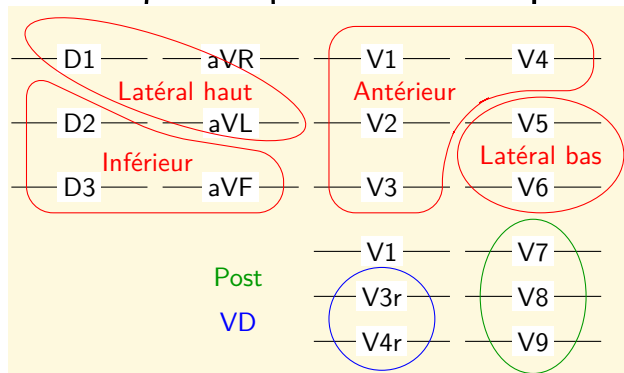 D1 aVR V1 V4
Latéral haut Antérieur
D2 aVL V2 V5
Inférieur Latéral bas
D3 aVF V3 V6
V1 V7
Post
V3r V8
VD
V4r V9